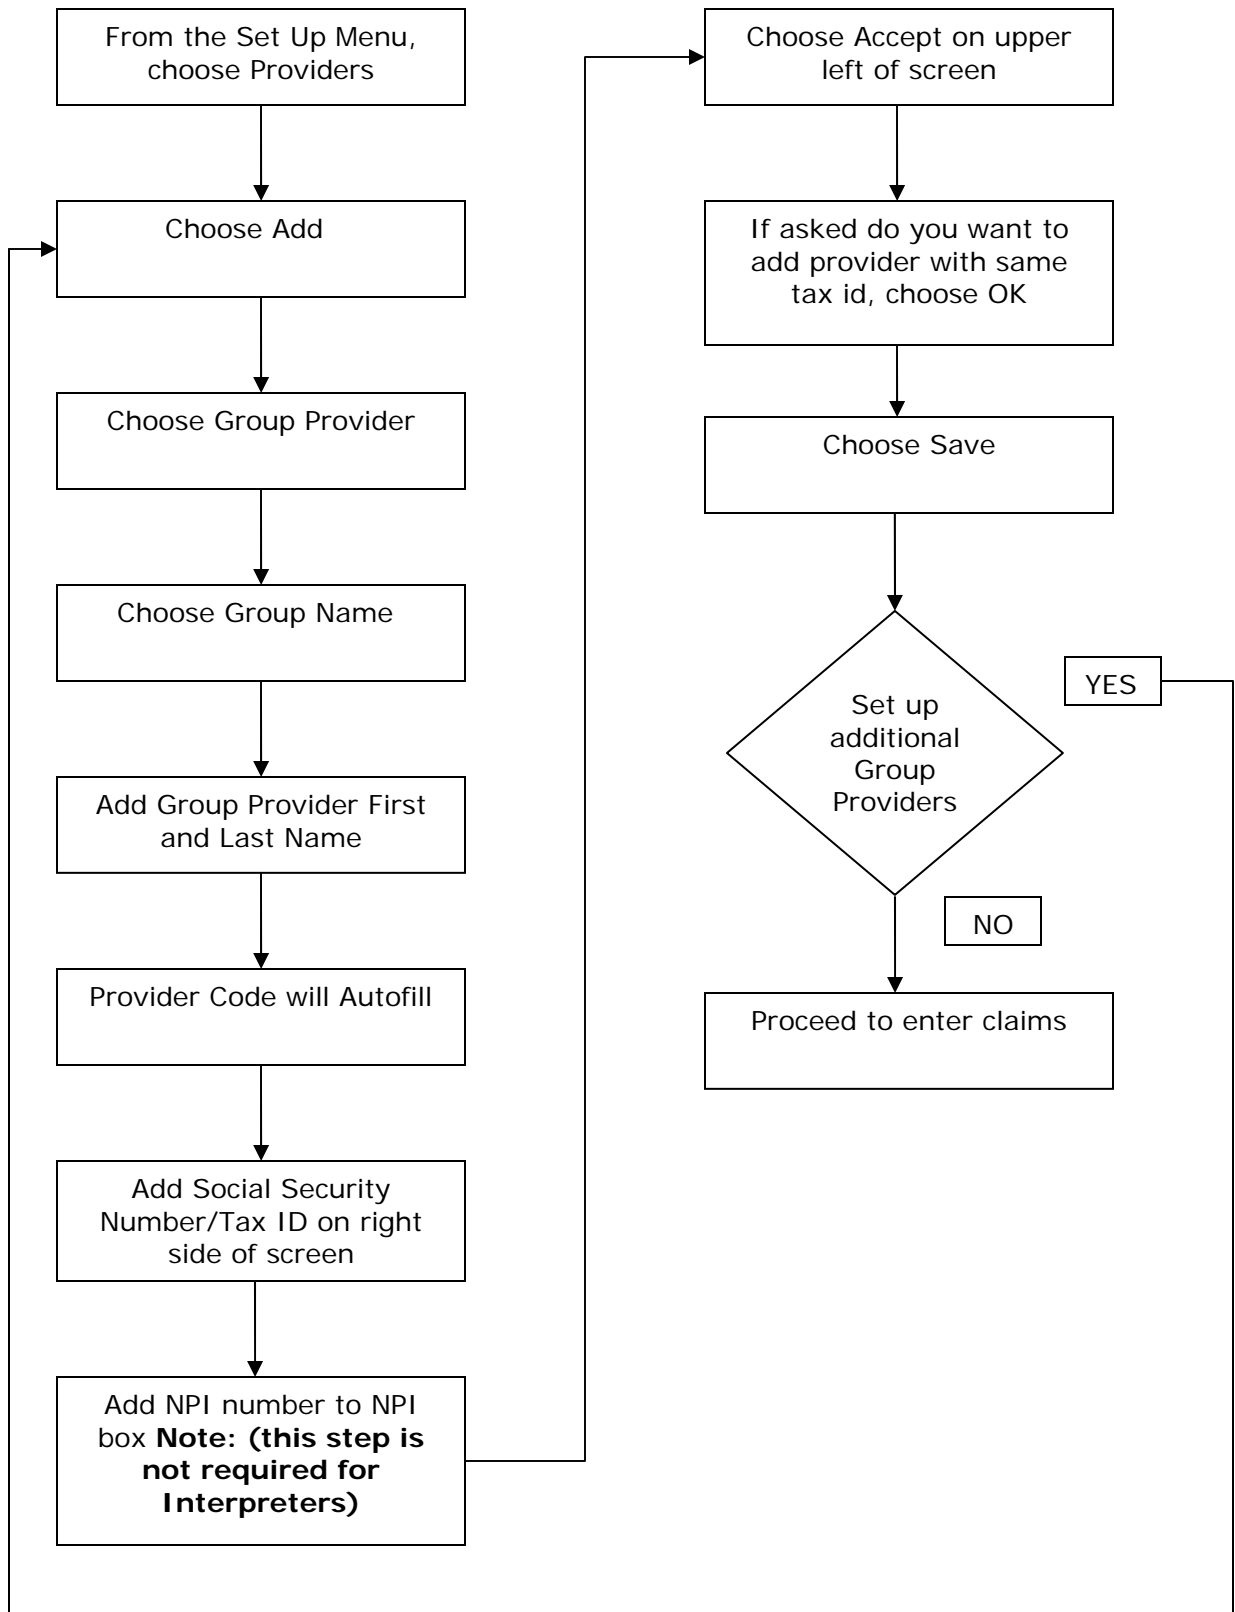 From the Set Up Menu,
choose Providers
Choose Add
Choose Group Provider
Choose Group Name
Add Group Provider First
and Last Name
Provider Code will Autofill
Add Social Security
Number/Tax ID on right
side of screen
Add NPI number to NPI
box Note: (this step is
not required for
Interpreters)
Choose Accept on upper
left of screen
If asked do you want to
add provider with same
tax id, choose OK
Choose Save
Set up
additional
Group
Providers
YES
NO
Proceed to enter claims